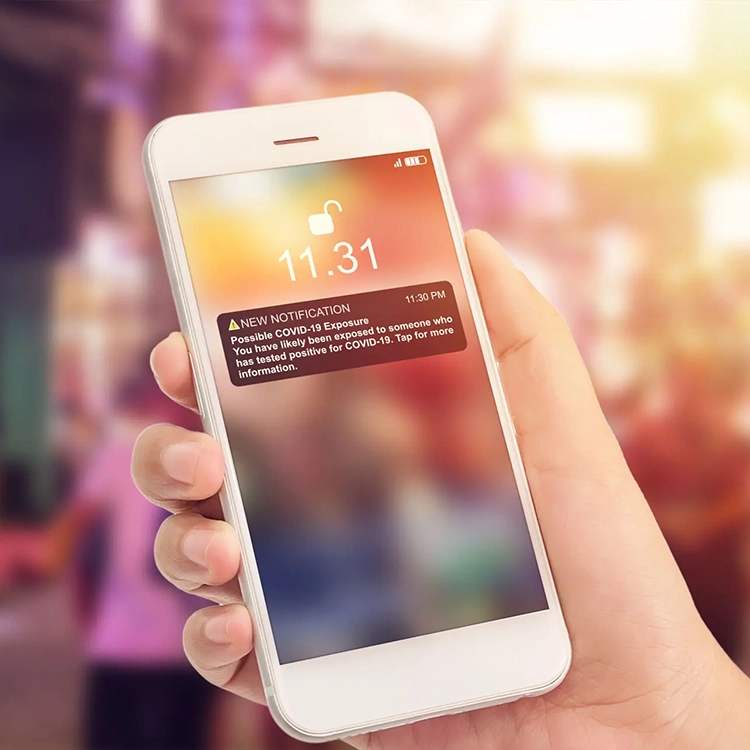 11.31
NEW NOTIFICATION 11:30 PM
Possible COVID-19 Exposure
You have likely been exposed to someone who
has tested positive for COVID-19. Tap for more
information.